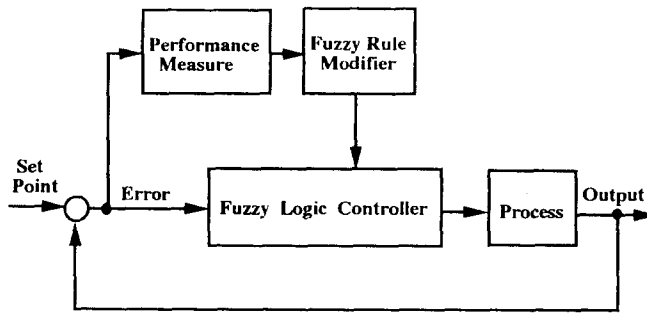 Performance
Measure
Fuzzy Rule
Modifier
Set
Point
Error
Fuzzy Logic Controller
Process
Output